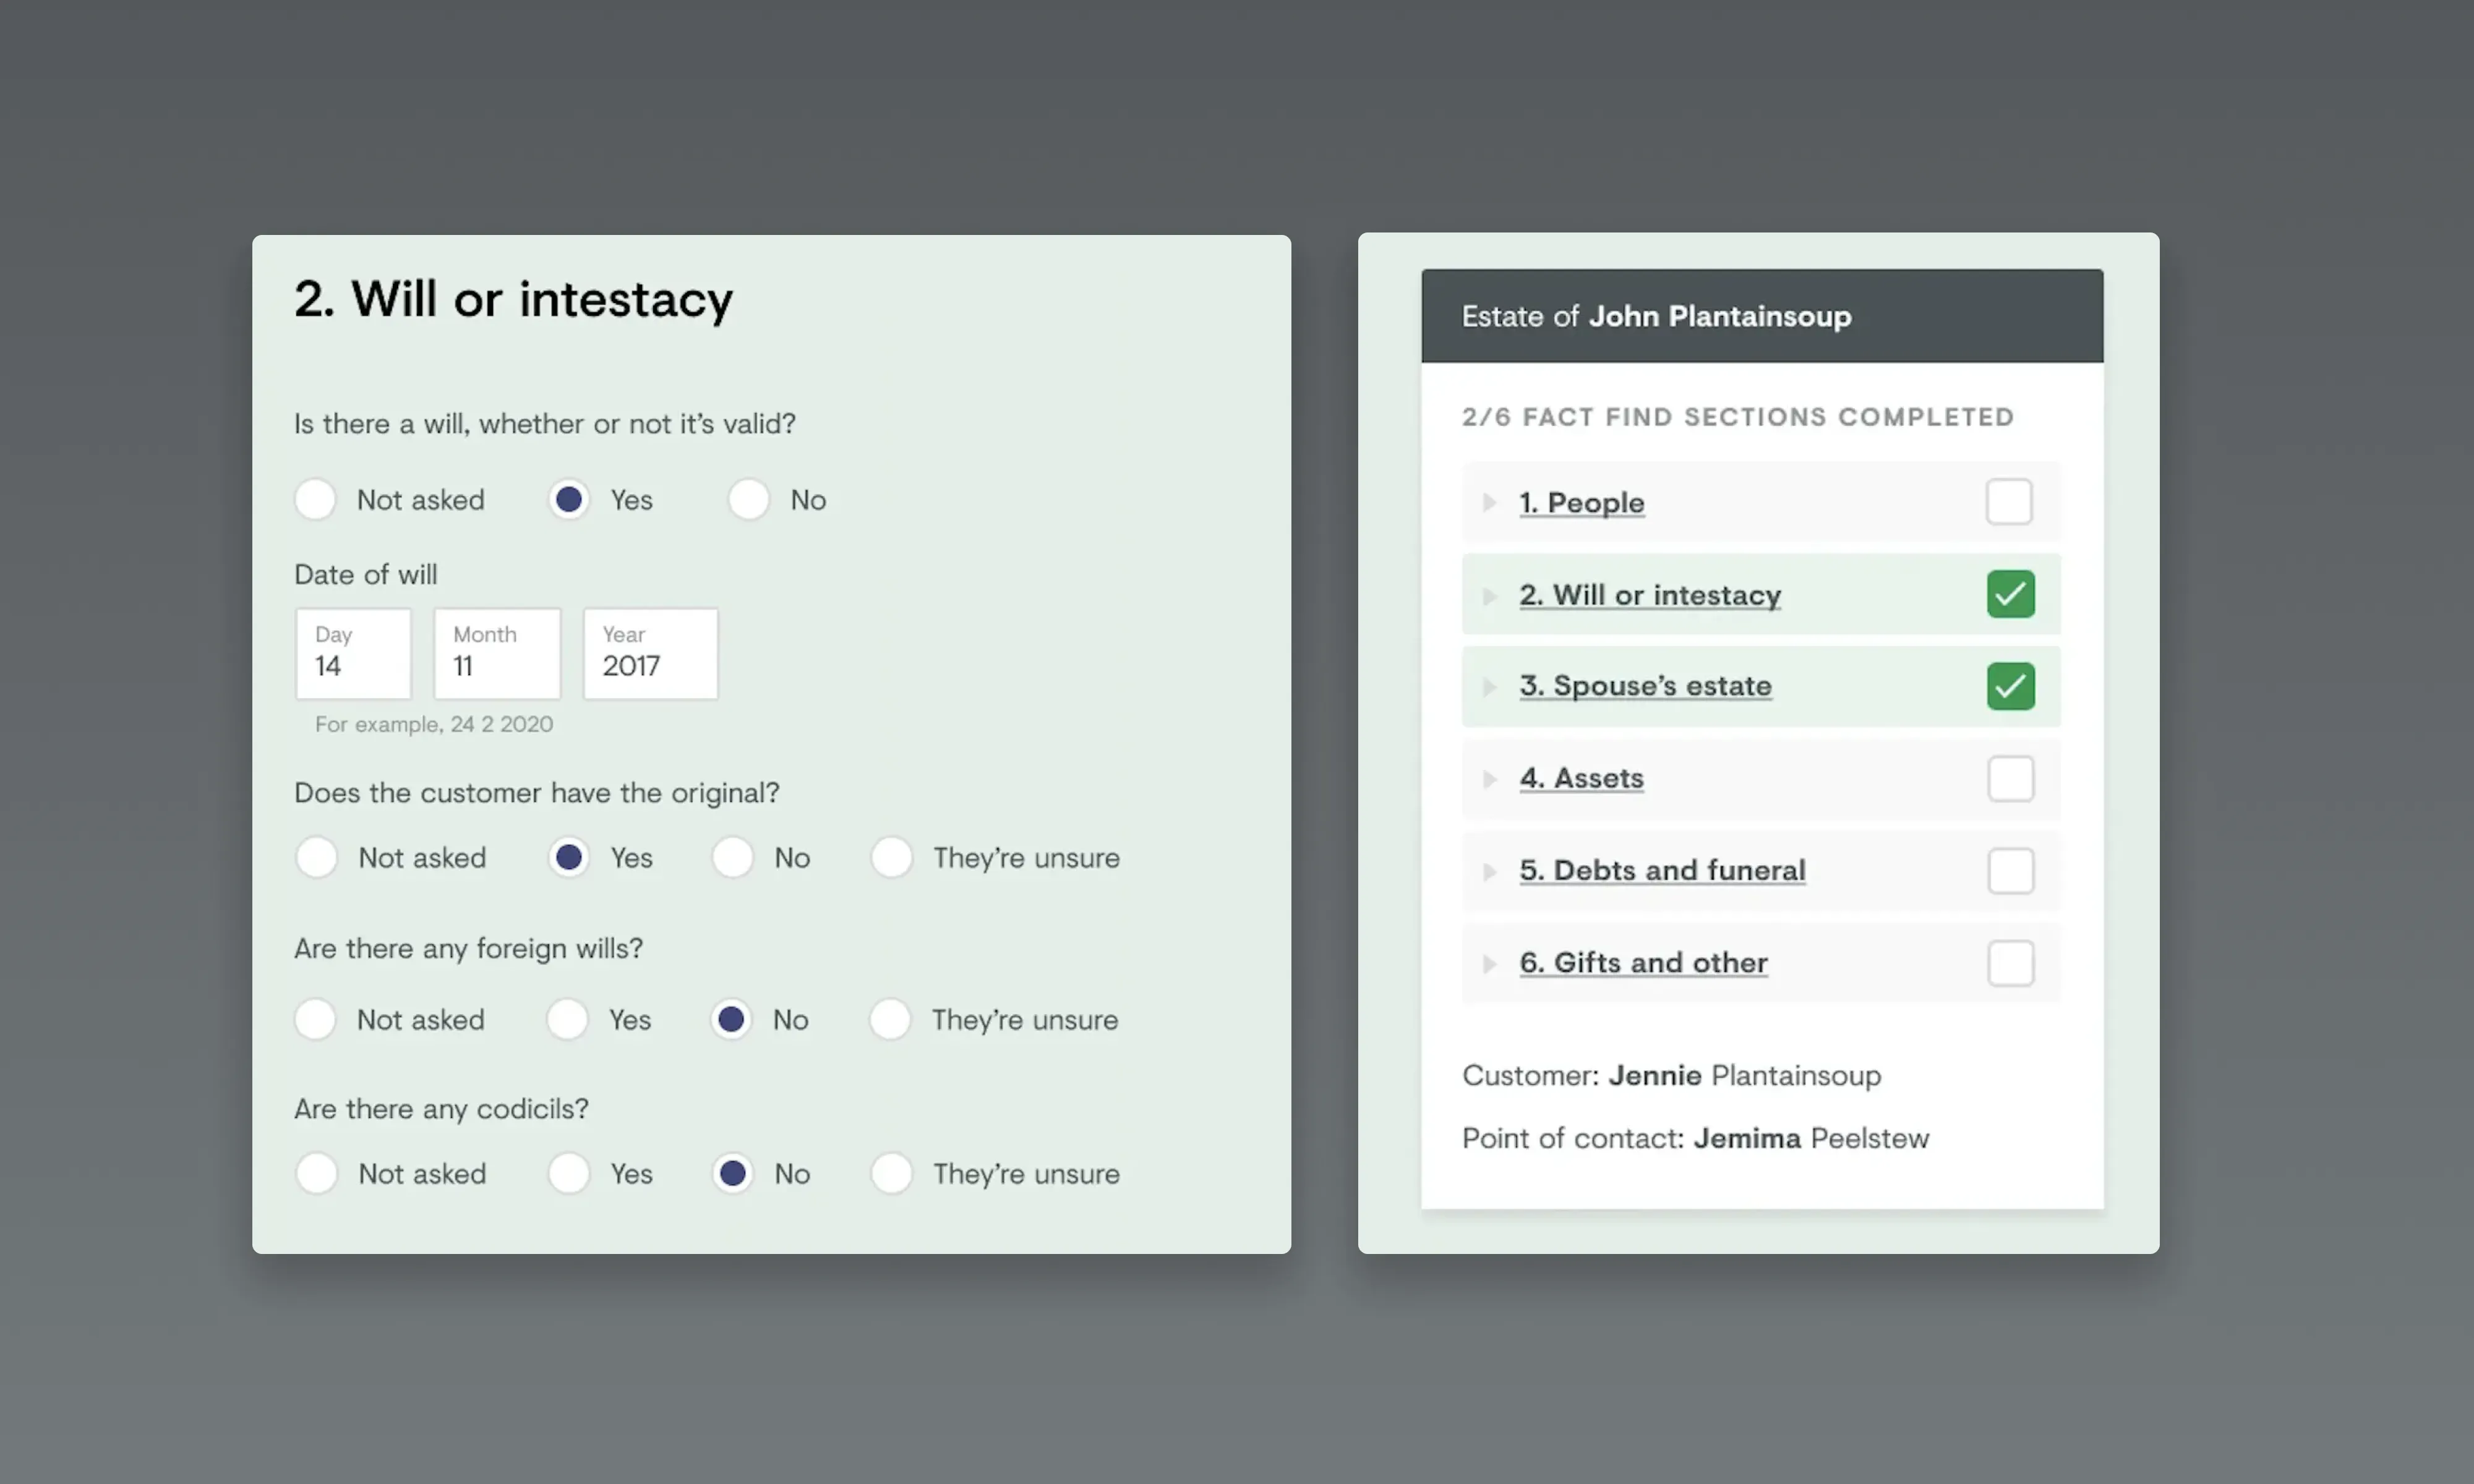 2. Will or intestacy
Is there a will, whether or not it’s valid?
Not asked Yes No
Date of will
Day Month Year
14 11 2017
For example, 24 2 2020
Does the customer have the original?
Not asked Yes No They’re unsure
Are there any foreign wills?
Not asked Yes No They’re unsure
Are there any codicils?
Not asked Yes No They’re unsure
Estate of John Plantainsoup
2/6 FACT FIND SECTIONS COMPLETED
1. People
2. Will or intestacy
3. Spouse’s estate
4. Assets
5. Debts and funeral
6. Gifts and other
Customer: Jennie Plantainsoup
Point of contact: Jemima Peelstew